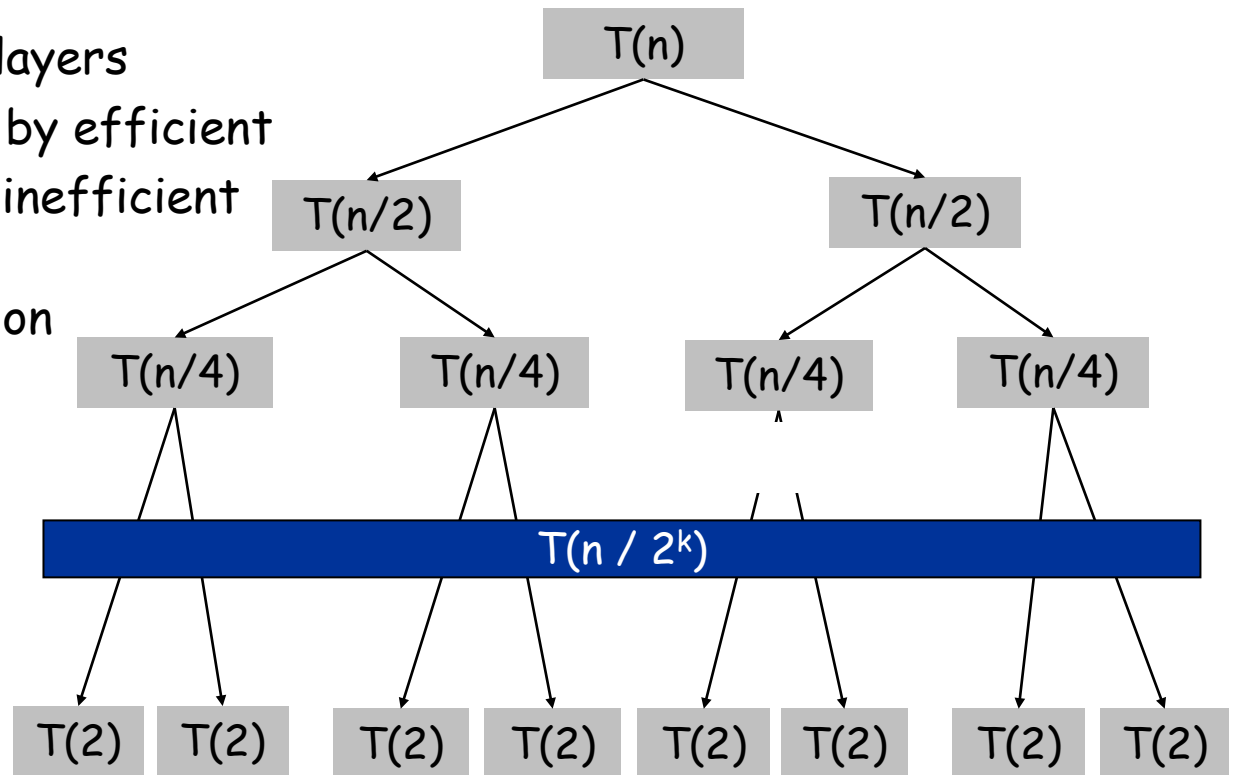 layers
by efficient
inefficient
on
T(n)
T(n/2) T(n/2)
T(n/4) T(n/4) T(n/4) T(n/4)
T(n / 2ᵏ)
T(2) T(2) T(2) T(2) T(2) T(2) T(2) T(2)